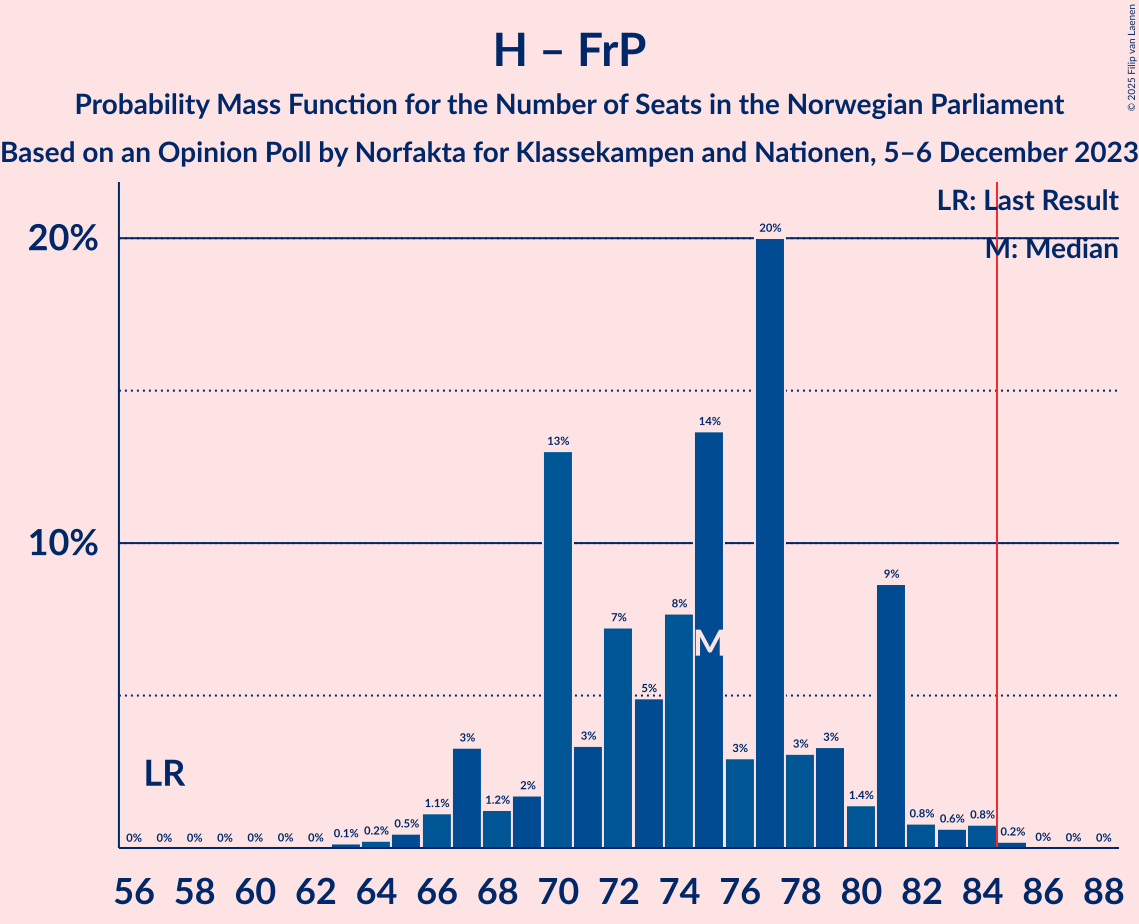 H – FrP
Probability Mass Function for the Number of Seats in the Norwegian Parliament
Based on an Opinion Poll by Norfakta for Klassekampen and Nationen, 5–6 December 2023
© 2025 Filip van Laenen
LR: Last Result
M: Median
20%
10%
LR
M
0% 0% 0% 0% 0% 0% 0% 0.1% 0.2% 0.5% 1.1% 3% 1.2% 2% 13% 3% 7% 5% 8% 14% 3% 20% 3% 3% 1.4% 9% 0.8% 0.6% 0.8% 0.2% 0% 0% 0%
56 58 60 62 64 66 68 70 72 74 76 78 80 82 84 86 88